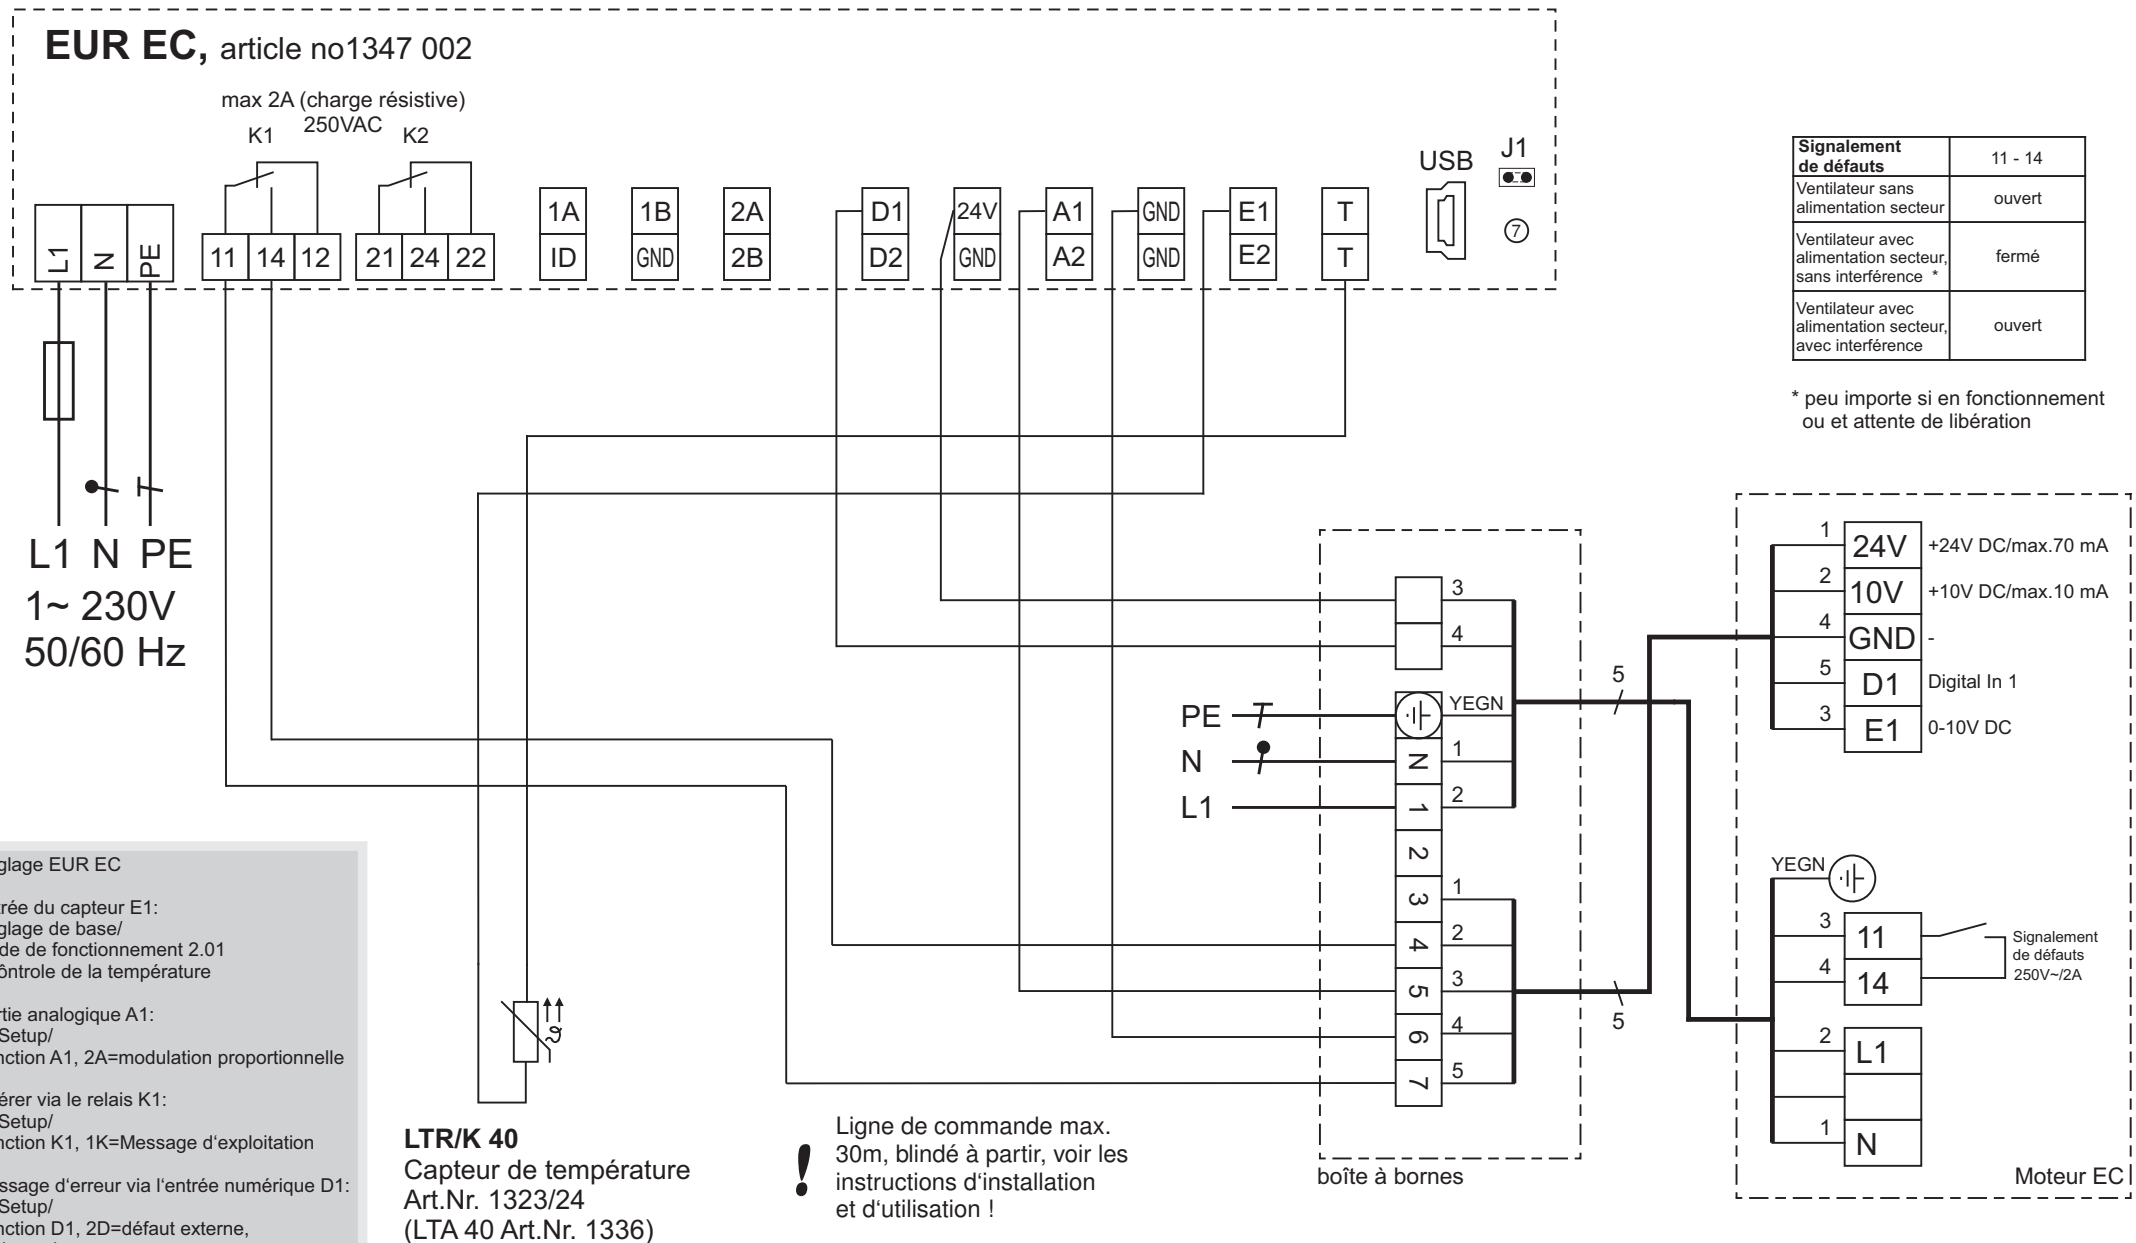 EUR EC, article no1347 002
max 2A (charge résistive)
250VAC
K1
K2
USB
J1
7
L1
N
PE
11
14
12
21
24
22
1A
ID
1B
GND
2A
2B
D1
D2
24V
GND
A1
A2
GND
GND
E1
E2
T
T
L1 N PE
1~ 230V
50/60 Hz
Signalement
de défauts
11 - 14
Ventilateur sans
alimentation secteur
ouvert
Ventilateur avec
alimentation secteur,
sans interférence *
fermé
Ventilateur avec
alimentation secteur,
avec interférence
ouvert
* peu importe si en fonctionnement
ou et attente de libération
3
4
PE
YEGN
N
N
1
L1
1
2
2
3
1
4
2
5
3
6
4
7
5
5
5
boîte à bornes
1
24V
+24V DC/max.70 mA
2
10V
+10V DC/max.10 mA
4
GND
-
5
D1
Digital In 1
3
E1
0-10V DC
YEGN
3
11
4
14
Signalement
de défauts
250V~/2A
2
L1
1
N
Moteur EC
glage EUR EC
trée du capteur E1:
glage de base/
de de fonctionnement 2.01
ôntrole de la température
rtie analogique A1:
Setup/
nction A1, 2A=modulation proportionnelle
érer via le relais K1:
Setup/
nction K1, 1K=Message d'exploitation
ssage d'erreur via l'entrée numérique D1:
Setup/
nction D1, 2D=défaut externe,
LTR/K 40
Capteur de température
Art.Nr. 1323/24
(LTA 40 Art.Nr. 1336)
!
Ligne de commande max.
30m, blindé à partir, voir les
instructions d'installation
et d'utilisation !